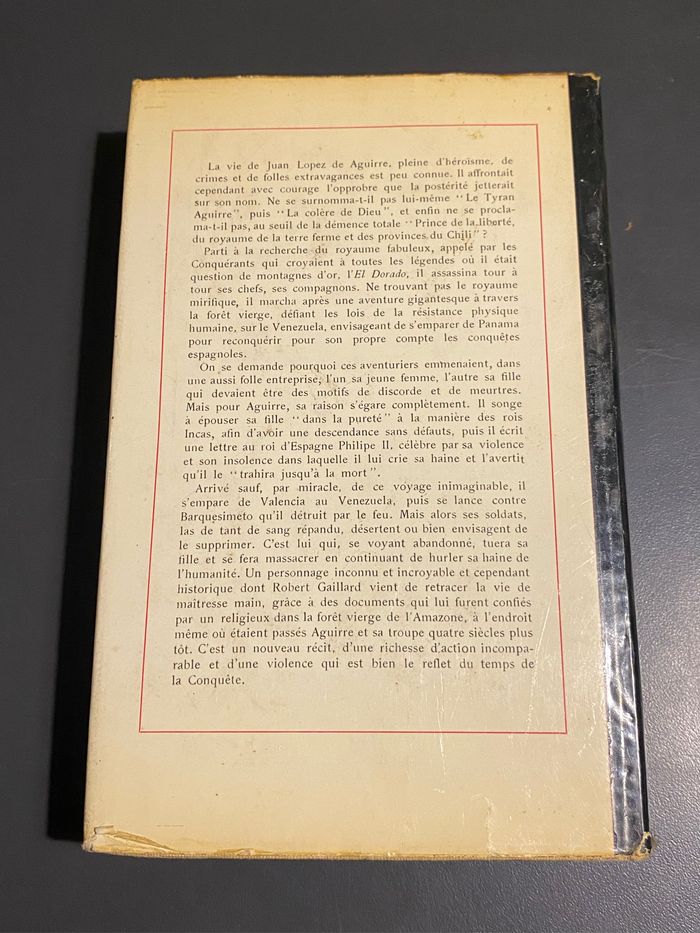 La vie de Juan Lopez de Aguirre, pleine d'héroïsme, de
crimes et de folles extravagances est peu connue. Il affrontait
cependant avec courage l'opprobre que la postérité jetterait
sur son nom. Ne se surnomma-t-il pas lui-même "Le Tyran
Aguirre", puis "La colère de Dieu", et enfin ne se procla-
ma-t-il pas, au seuil de la démence totale "Prince de la liberté,
du royaume de la terre ferme et des provinces du Chili" ?
Parti à la recherche du royaume fabuleux, appelé par les
Conquérants qui croyaient à toutes les légendes où il était
question de montagnes d'or, l'El Dorado, il assassina tour à
tour ses chefs, ses compagnons. Ne trouvant pas le royaume
mirifique, il marcha après une aventure gigantesque à travers
la forêt vierge, défiant les lois de la résistance physique
humaine, sur le Venezuela, envisageant de s'emparer de Panama
pour reconquérir pour son propre compte les conquêtes
espagnoles.
On se demande pourquoi ces aventuriers emmenaient, dans
une aussi folle entreprise, l'un sa jeune femme, l'autre sa fille
qui devaient être des motifs de discorde et de meurtres.
Mais pour Aguirre, sa raison s'égare complètement. Il songe
à épouser sa fille "dans la pureté" à la manière des rois
Incas, afin d'avoir une descendance sans défauts, puis il écrit
une lettre au roi d'Espagne Philipe II, célèbre par sa violence
et son insolence dans laquelle il lui crie sa haine et l'avertit
qu'il le "trahira jusqu'à la mort".
Arrivé sauf, par miracle, de ce voyage inimaginable, il
s'empare de Valencia au Venezuela, puis se lance contre
Barquesimeto qu'il détruit par le feu. Mais alors ses soldats,
las de tant de sang répandu, désertent ou bien envisagent de
le supprimer. C'est lui qui, se voyant abandonné, tuera sa
fille et se fera massacrer en continuant de hurler sa haine de
l'humanité. Un personnage inconnu et incroyable et cependant
historique dont Robert Gaillard vient de retracer la vie de
maîtresse main, grâce à des documents qui lui furent confiés
par un religieux dans la forêt vierge de l'Amazone, à l'endroit
même où étaient passés Aguirre et sa troupe quatre siècles plus
tôt. C'est un nouveau récit, d'une richesse d'action incompa-
rable et d'une violence qui est bien le reflet du temps de
la Conquête.